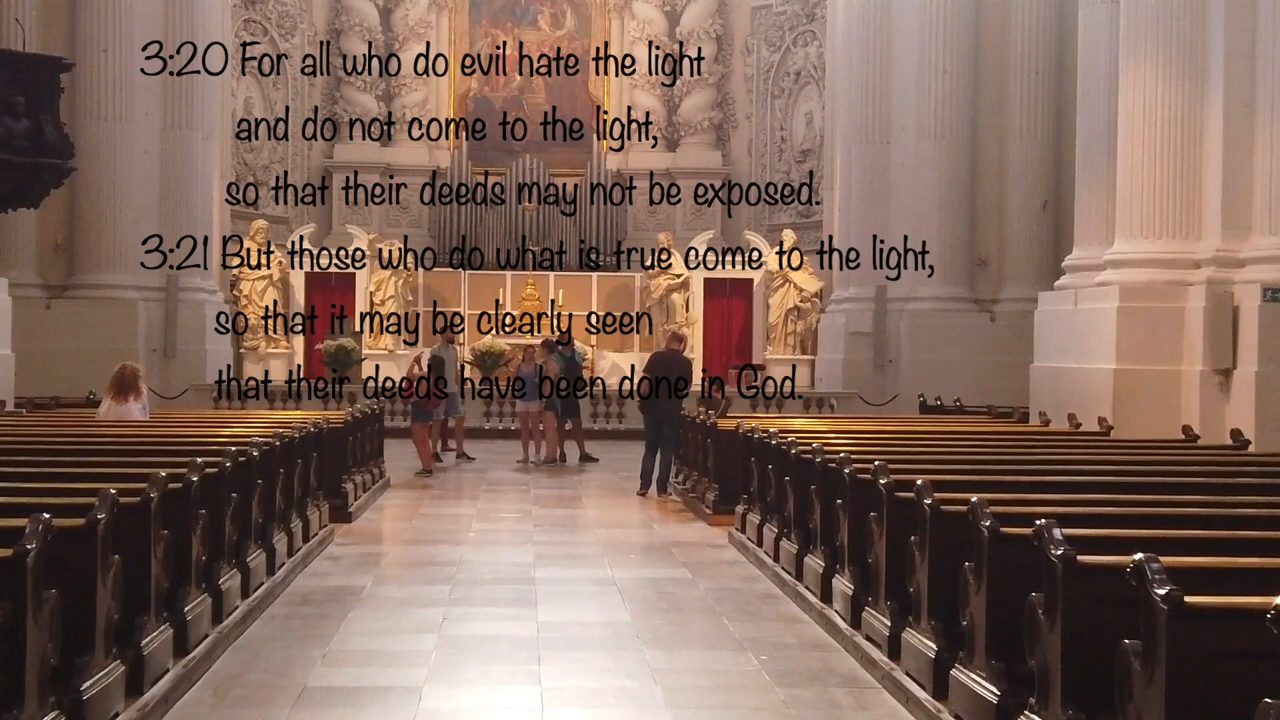 3:20 For all who do evil hate the light
and do not come to the light,
so that their deeds may not be exposed.
3:21 But those who do what is true come to the light,
so that it may be clearly seen
that their deeds have been done in God.